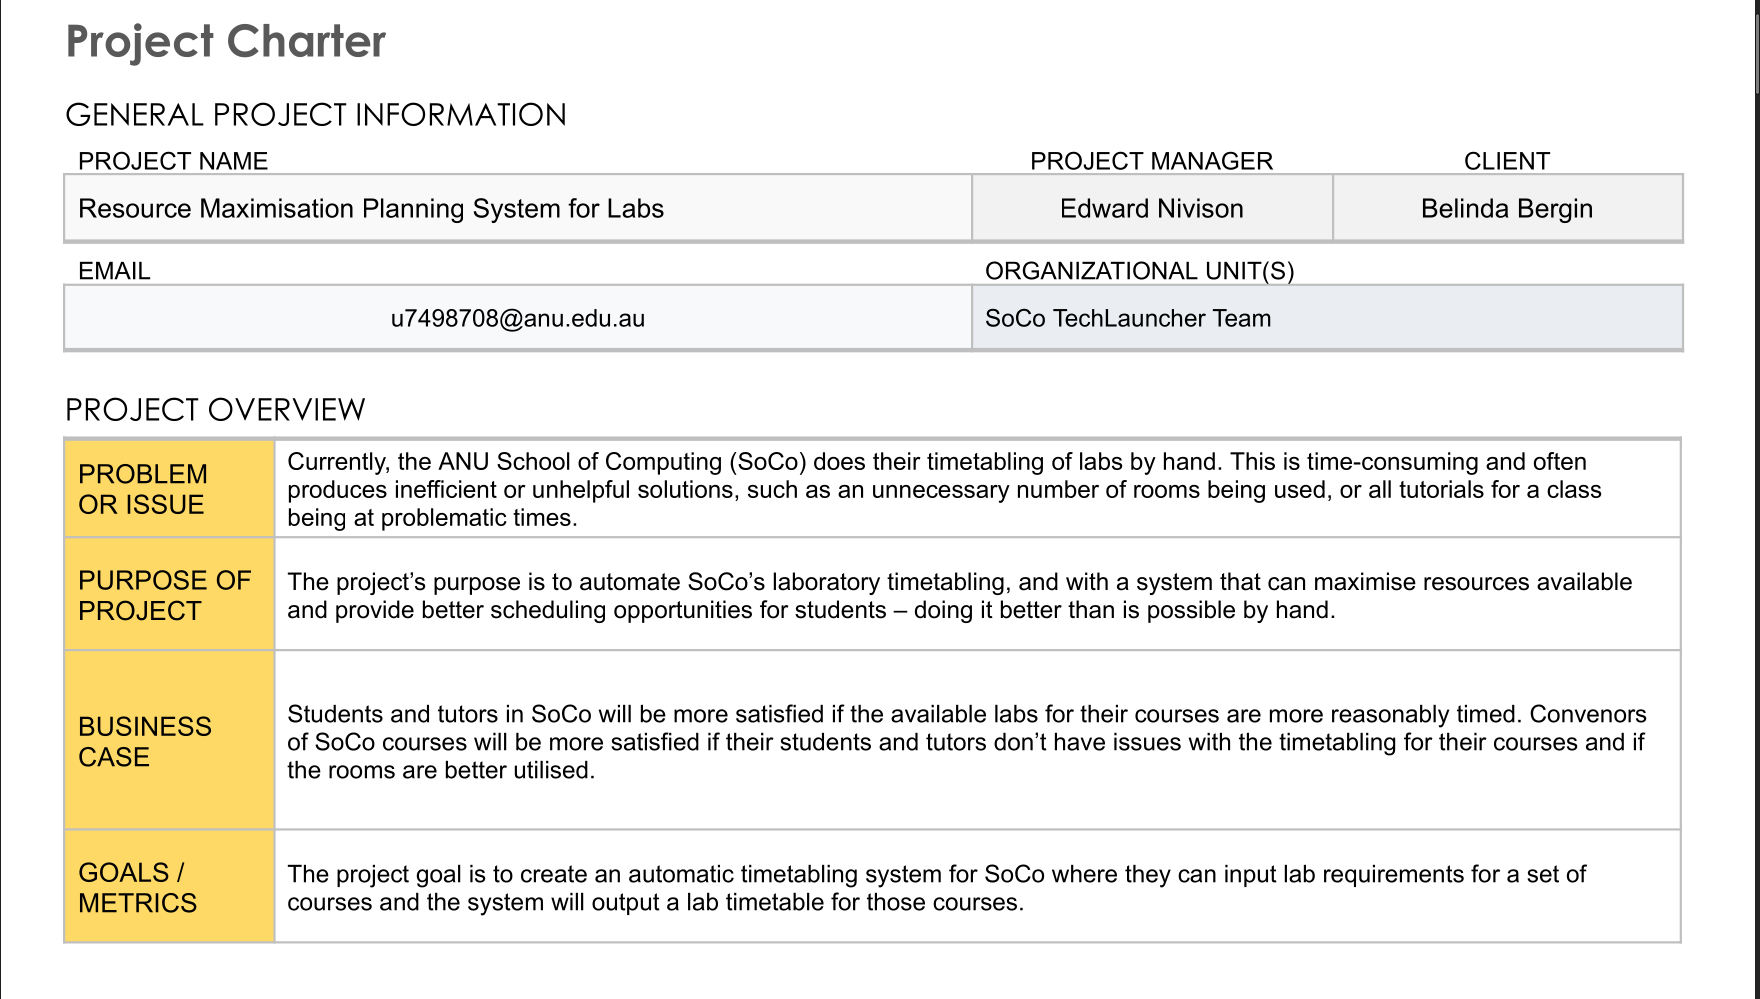 Project Charter
GENERAL PROJECT INFORMATION
PROJECT NAME PROJECT MANAGER CLIENT
Resource Maximisation Planning System for Labs Edward Nivison Belinda Bergin
EMAIL ORGANIZATIONAL UNIT(S)
u7498708@anu.edu.au SoCo TechLauncher Team
PROJECT OVERVIEW
PROBLEM
OR ISSUE
Currently, the ANU School of Computing (SoCo) does their timetabling of labs by hand. This is time-consuming and often
produces inefficient or unhelpful solutions, such as an unnecessary number of rooms being used, or all tutorials for a class
being at problematic times.
PURPOSE OF
PROJECT
The project’s purpose is to automate SoCo’s laboratory timetabling, and with a system that can maximise resources available
and provide better scheduling opportunities for students – doing it better than is possible by hand.
BUSINESS
CASE
Students and tutors in SoCo will be more satisfied if the available labs for their courses are more reasonably timed. Convenors
of SoCo courses will be more satisfied if their students and tutors don’t have issues with the timetabling for their courses and if
the rooms are better utilised.
GOALS /
METRICS
The project goal is to create an automatic timetabling system for SoCo where they can input lab requirements for a set of
courses and the system will output a lab timetable for those courses.